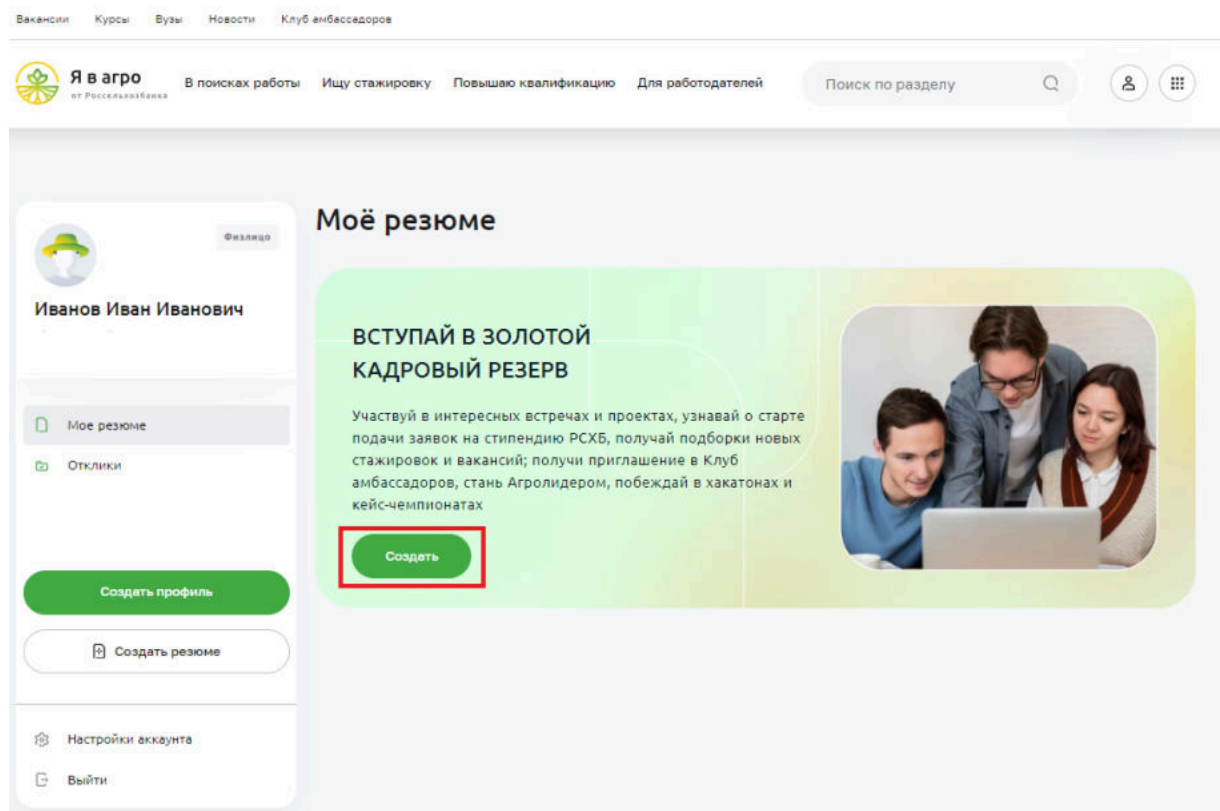 Вакансии Курсы Вузы Новости Клуб амбассадоров
Я в агро
от Россельхозбанка
В поисках работы Ищу стажировку Повышаю квалификацию Для работодателей Поиск по разделу
Физлицо
Иванов Иван Иванович
Мое резюме
Отклики
Создать профиль
Создать резюме
Настройки аккаунта
Выйти
Моё резюме
ВСТУПАЙ В ЗОЛОТОЙ
КАДРОВЫЙ РЕЗЕРВ
Участвуй в интересных встречах и проектах, узнавай о старте
подачи заявок на стипендию РСХБ, получай подборки новых
стажировок и вакансий; получи приглашение в Клуб
амбассадоров, стань Агролидером, побеждай в хакатонах и
кейс-чемпионатах
Создать